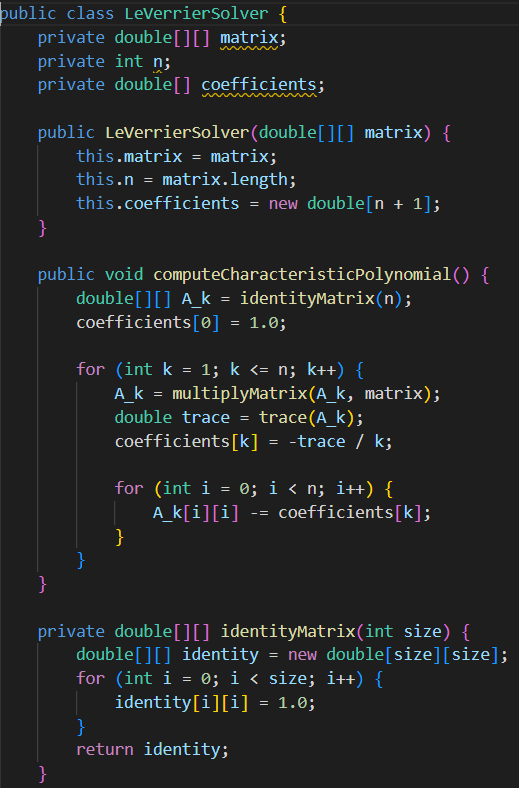 public class LeVerrierSolver {
    private double[][] matrix;
    private int n;
    private double[] coefficients;

    public LeVerrierSolver(double[][] matrix) {
        this.matrix = matrix;
        this.n = matrix.length;
        this.coefficients = new double[n + 1];
    }

    public void computeCharacteristicPolynomial() {
        double[][] A_k = identityMatrix(n);
        coefficients[0] = 1.0;

        for (int k = 1; k <= n; k++) {
            A_k = multiplyMatrix(A_k, matrix);
            double trace = trace(A_k);
            coefficients[k] = -trace / k;

            for (int i = 0; i < n; i++) {
                A_k[i][i] -= coefficients[k];
            }
        }
    }

    private double[][] identityMatrix(int size) {
        double[][] identity = new double[size][size];
        for (int i = 0; i < size; i++) {
            identity[i][i] = 1.0;
        }
        return identity;
    }